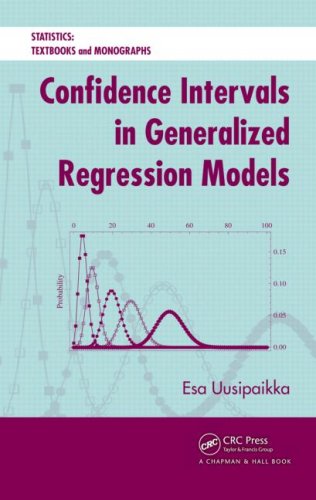 STATISTICS:
TEXTBOOKS and MONOGRAPHS
Confidence Intervals
in Generalized
Regression Models
0 20 40 60 80 100
0.15
0.10
0.05
0.00
Probability
Esa Uusipaikka
CRC
CRC Press
Taylor & Francis Group
A CHAPMAN & HALL BOOK